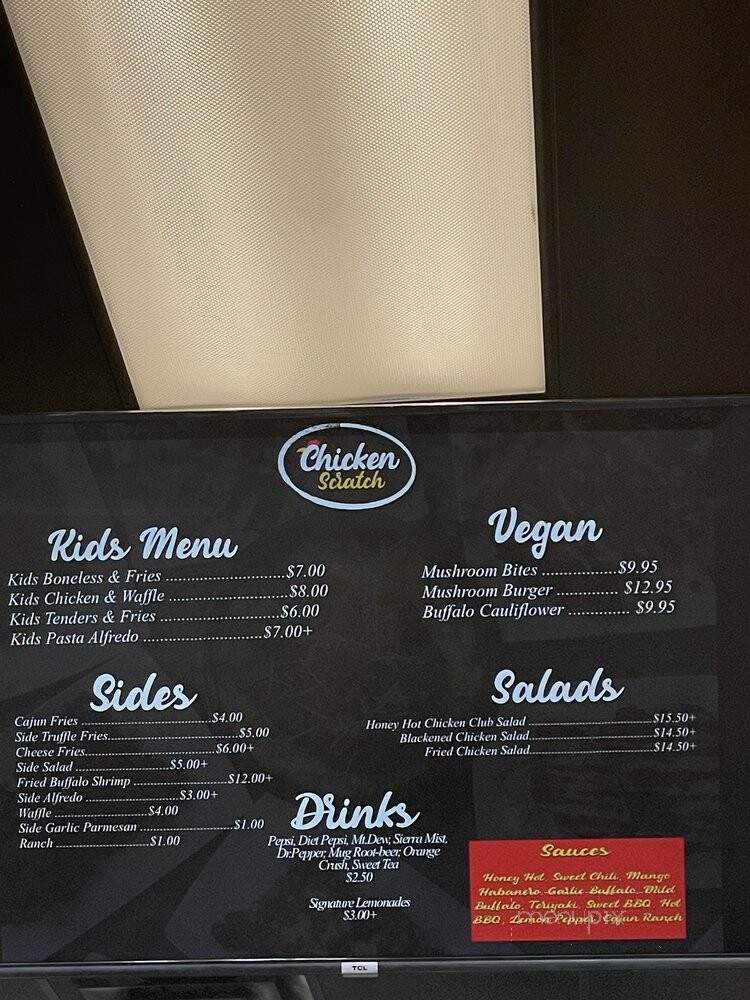 Chicken
Scratch
Kids Menu
Kids Boneless & Fries ............................$7.00
Kids Chicken & Waffle ............................$8.00
Kids Tenders & Fries ............................$6.00
Kids Pasta Alfredo ............................$7.00+
Vegan
Mushroom Bites ..................$9.95
Mushroom Burger .............. $12.95
Buffalo Cauliflower .............. $9.95
Sides
Cajun Fries ........................................$4.00
Side Truffle Fries........................................$5.00
Cheese Fries........................................$6.00+
Side Salad ..............................$5.00+
Fried Buffalo Shrimp ..............................$12.00+
Side Alfredo ..............................$3.00+
Waffle ..............................$4.00
Side Garlic Parmesan ..............................$1.00
Ranch ..............................$1.00
Salads
Honey Hot Chicken Club Salad ........................................$15.50+
Blackened Chicken Salad........................................$14.50+
Fried Chicken Salad........................................$14.50+
Drinks
Pepsi, Diet Pepsi, Mt.Dew, Sierra Mist,
Dr.Pepper, Mug Root-beer, Orange
Crush, Sweet Tea
$2.50
Signature Lemonades
$3.00+
Sauces
Honey Hot, Sweet Chili, Mango
Habanero, Garlic Buffalo, Mild
Buffalo, Teriyaki, Sweet BBQ, Hot
BBQ, Lemon Pepper, Cajun Ranch
menupix
TCL